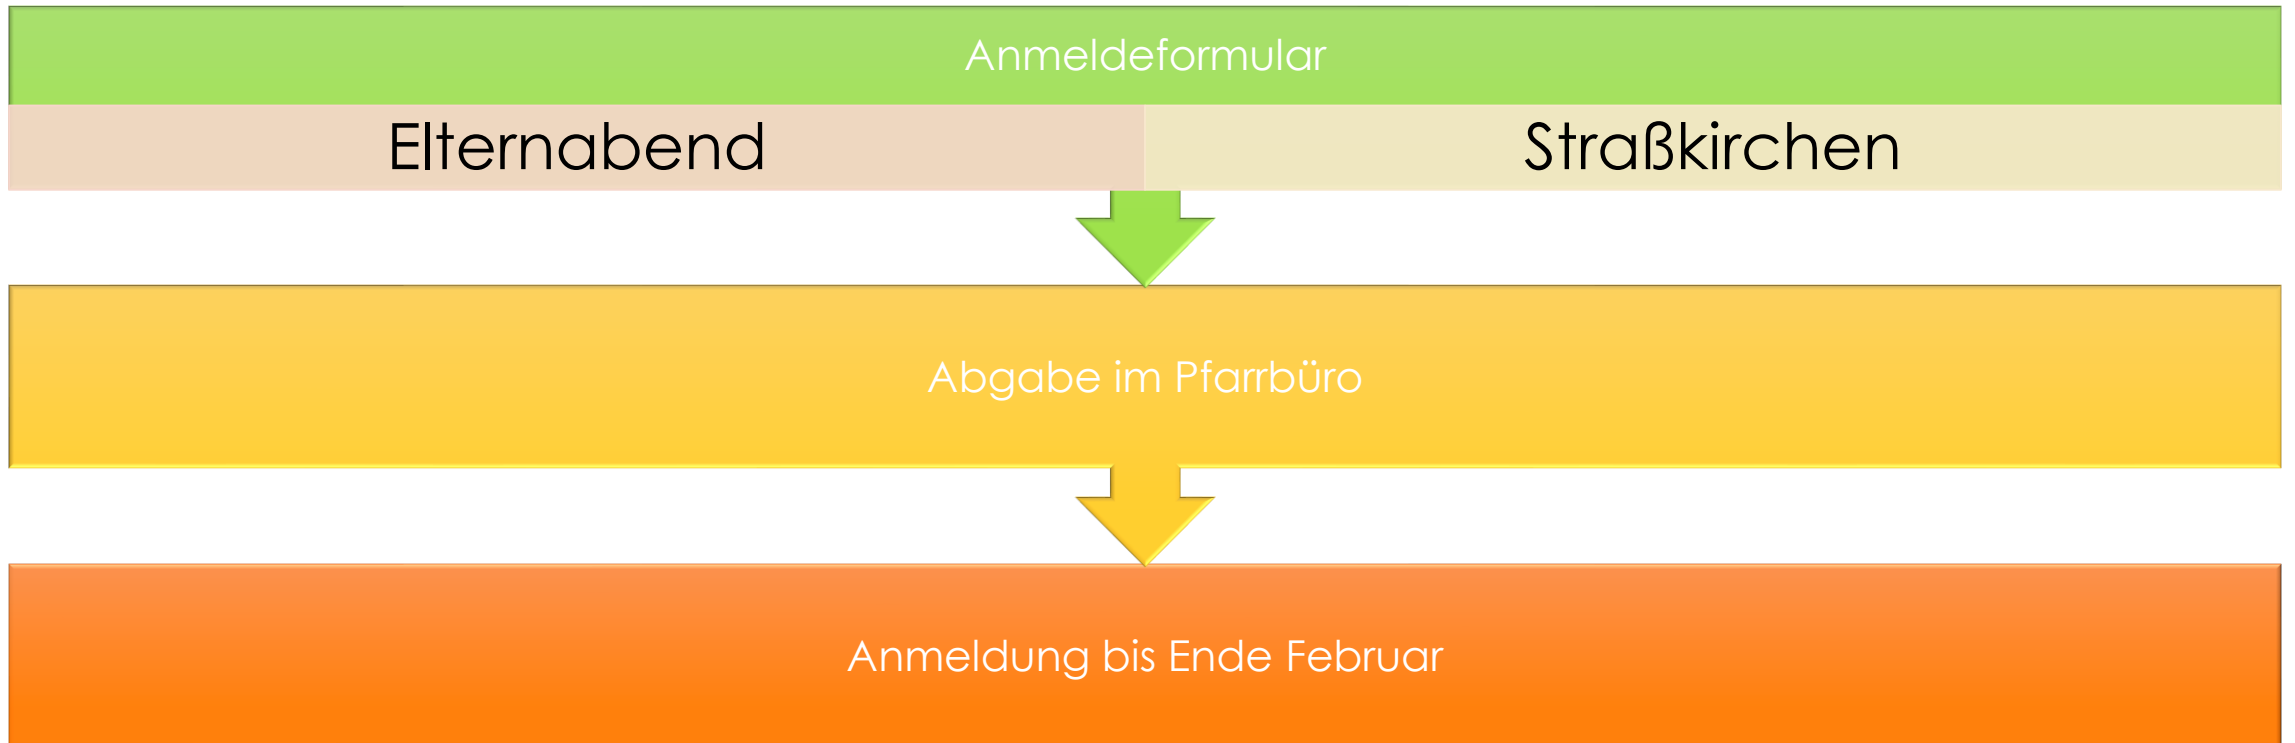 Anmeldeformular
Elternabend
Straßkirchen
Abgabe im Pfarrbüro
Anmeldung bis Ende Februar